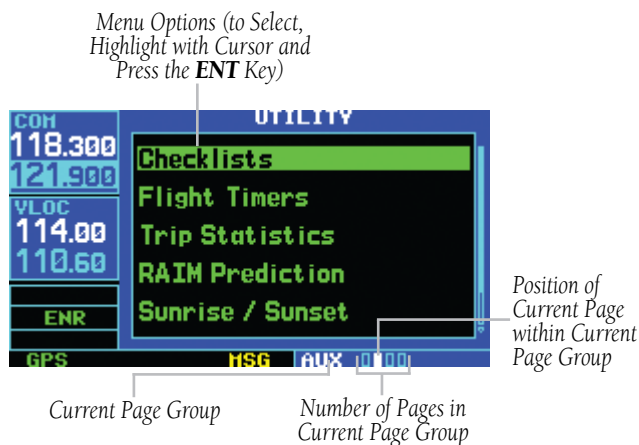 Menu Options (to Select,
Highlight with Cursor and
Press the ENT Key)
COM
118.300
121.900
VLOC
114.00
110.60
ENR
GPS
UTILITY
Checklists
Flight Timers
Trip Statistics
RAIM Prediction
Sunrise / Sunset
MSG
AUX
Position of
Current Page
within Current
Page Group
Current Page Group
Number of Pages in
Current Page Group